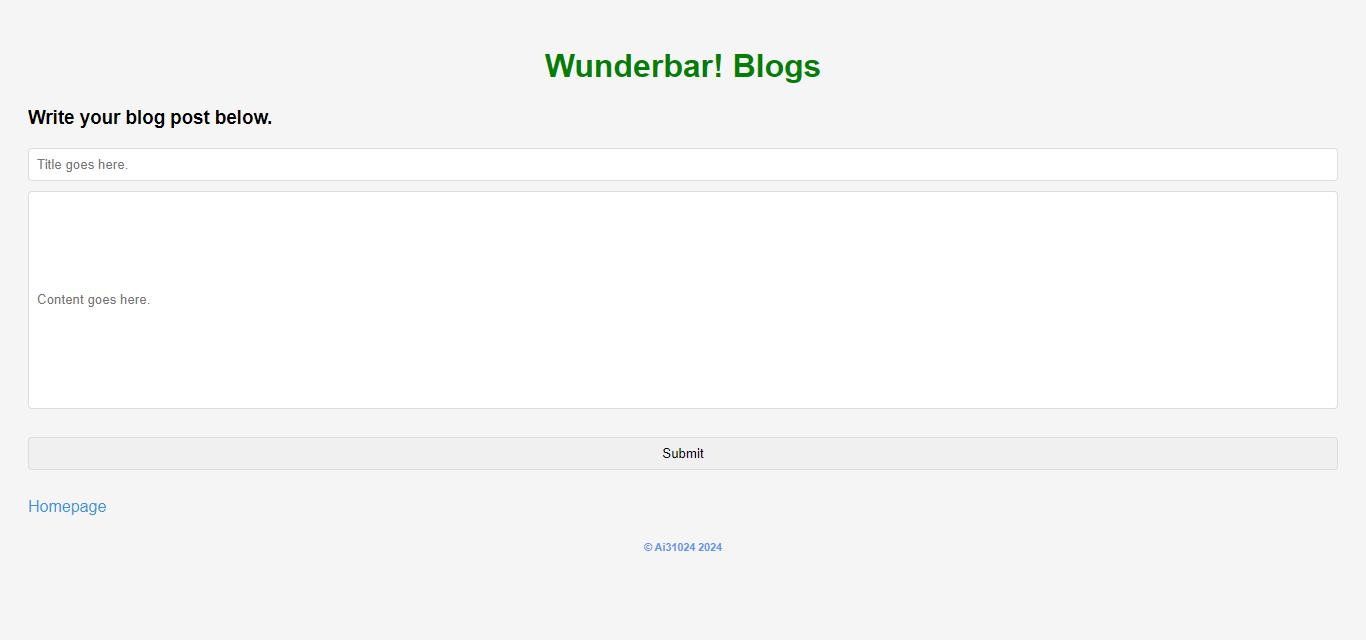 Wunderbar! Blogs
Write your blog post below.
Title goes here.
Content goes here.
Submit
Homepage
© Ai31024 2024